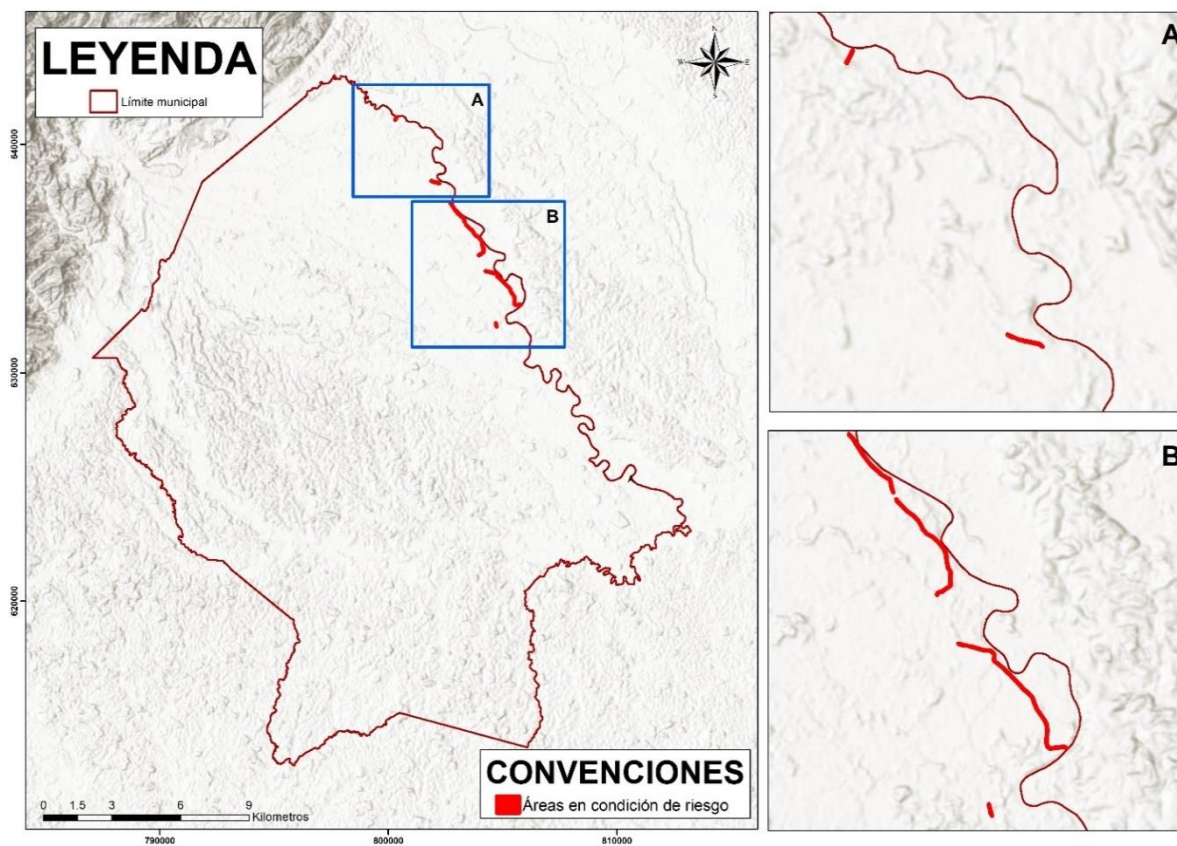 LEYENDA
Límite municipal
N
W
E
S
A
B
640000
630000
620000
790000
800000
810000
0 1.5 3 6 9
Kilometros
CONVENCIONES
Áreas en condición de riesgo
A
B